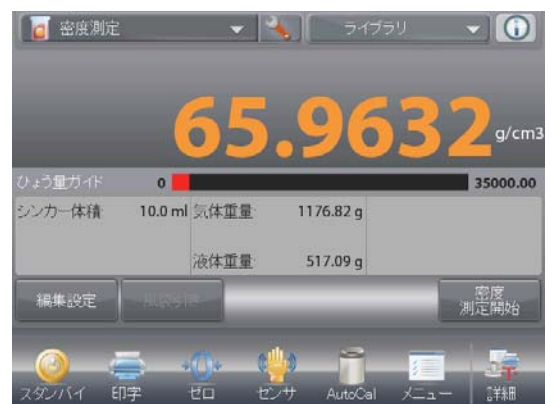 密度測定 ライブラリ
65.9632 g/cm3
ひょう量ガイド 0 35000.00
シンカー体積: 10.0 ml 気体重量: 1176.82 g
液体重量: 517.09 g
編集設定 密度
測定開始
スタンバイ 印字 ゼロ センサ AutoCal メニュー 詳細